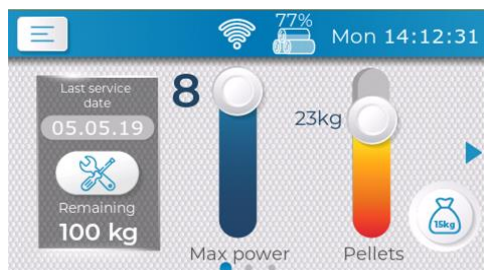 77%
Mon 14:12:31
Last service
date
05.05.19
Remaining
100 kg
8
Max power
23kg
Pellets
15kg